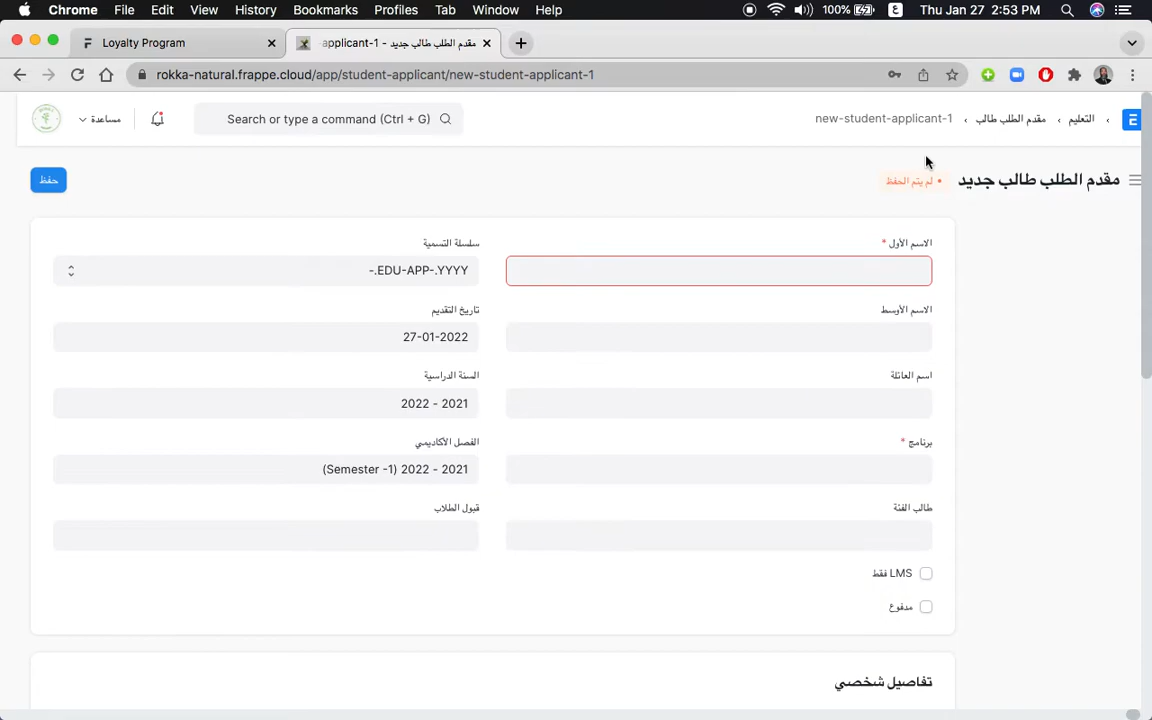 Chrome File Edit View History Bookmarks Profiles Tab Window Help 100% ع Thu Jan 27 2:53 PM
Loyalty Program
مقدم الطلب طالب جديد - applicant-1
rokka-natural.frappe.cloud/app/student-applicant/new-student-applicant-1
E التعليم › مقدم الطلب طالب › new-student-applicant-1
Search or type a command (Ctrl + G)
مساعدة
مقدم الطلب طالب جديد
لم يتم الحفظ
حفظ
الاسم الأول *
سلسلة التسمية
EDU-APP-.YYYY.-
الاسم الأوسط
تاريخ التقديم
27-01-2022
اسم العائلة
السنة الدراسية
2021 - 2022
برنامج *
الفصل الأكاديمي
2021 - 2022 (Semester -1)
طالب الفئة
قبول الطلاب
LMS فقط
مدفوع
تفاصيل شخصي